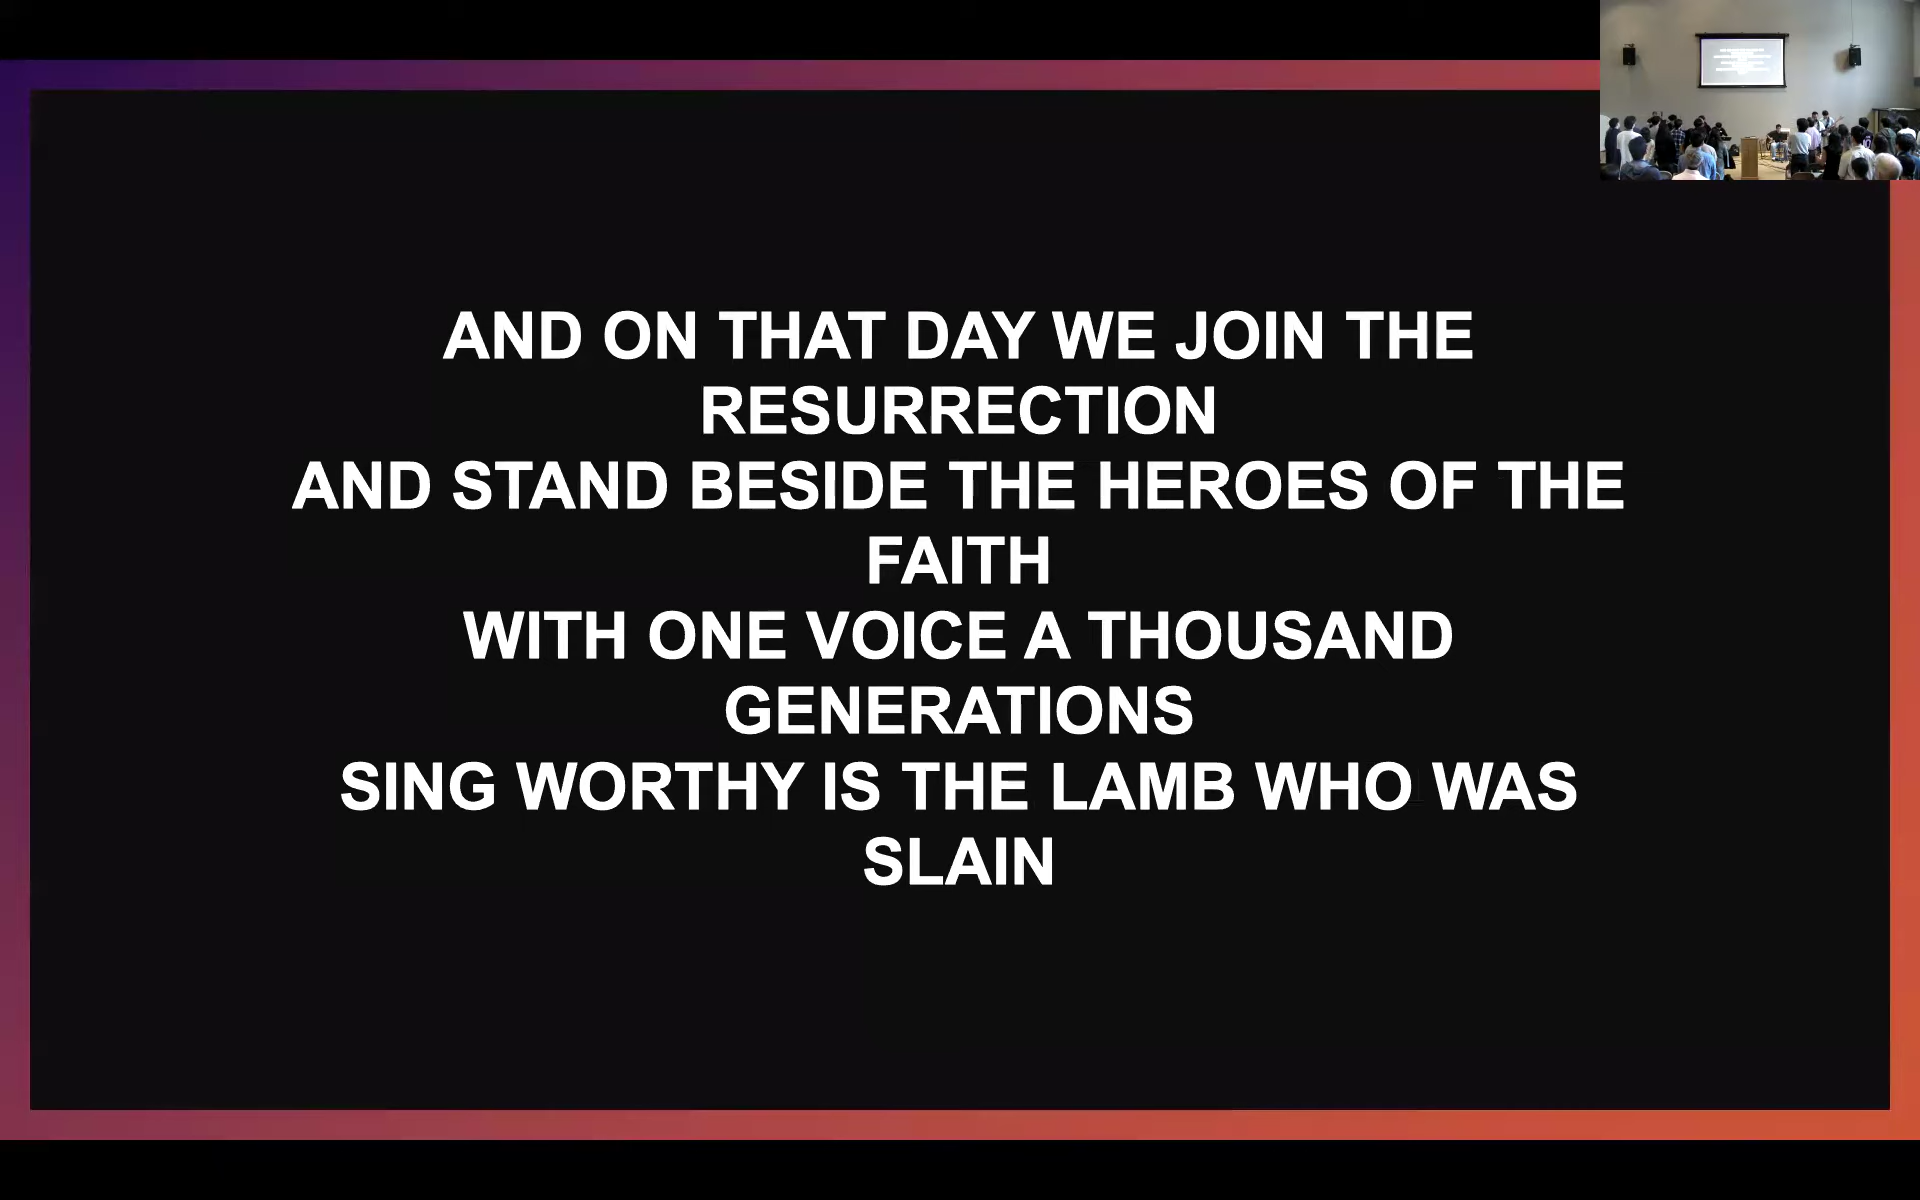 AND ON THAT DAY WE JOIN THE
RESURRECTION
AND STAND BESIDE THE HEROES OF THE
FAITH
WITH ONE VOICE A THOUSAND
GENERATIONS
SING WORTHY IS THE LAMB WHO WAS
SLAIN